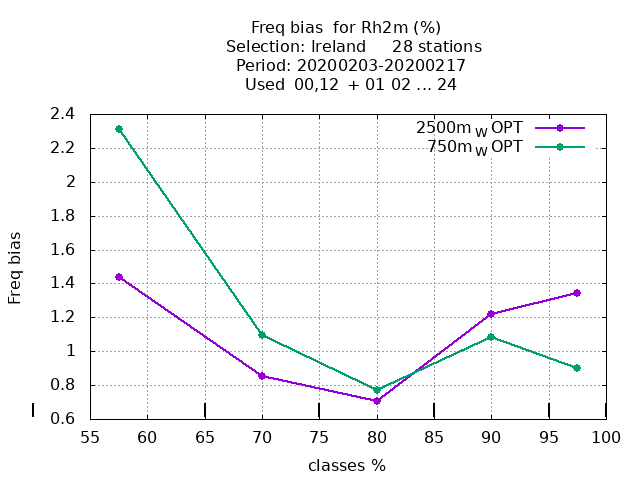 Freq bias  for Rh2m (%)
Selection: Ireland     28 stations
Period: 20200203-20200217
Used  00,12  + 01 02 ... 24
2500m W OPT
750m W OPT
2.4
2.2
2
1.8
1.6
1.4
1.2
1
0.8
0.6
Freq bias
55 60 65 70 75 80 85 90 95 100
classes %